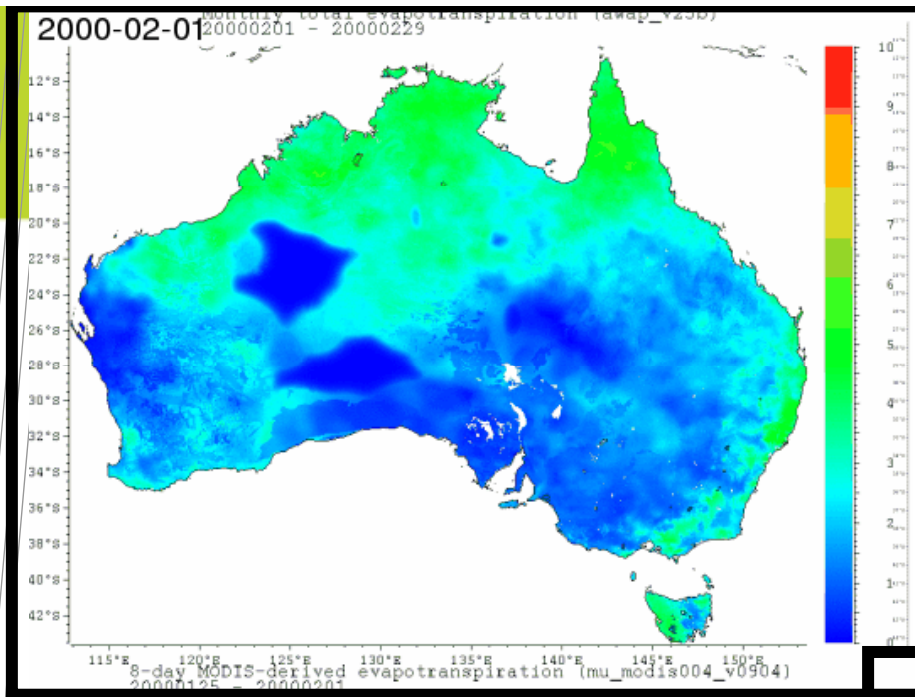 Monthly total evapotranspiration (awap_v25b)
2000-02-01
20000201 - 20000229
10
9
8
7
6
5
4
3
2
1
0
12°S
14°S
16°S
18°S
20°S
22°S
24°S
26°S
28°S
30°S
32°S
34°S
36°S
38°S
40°S
42°S
115°E 120°E 125°E 130°E 135°E 140°E 145°E 150°E
8-day MODIS-derived evapotranspiration (mu_modis004_v0904)
20000125 - 20000201